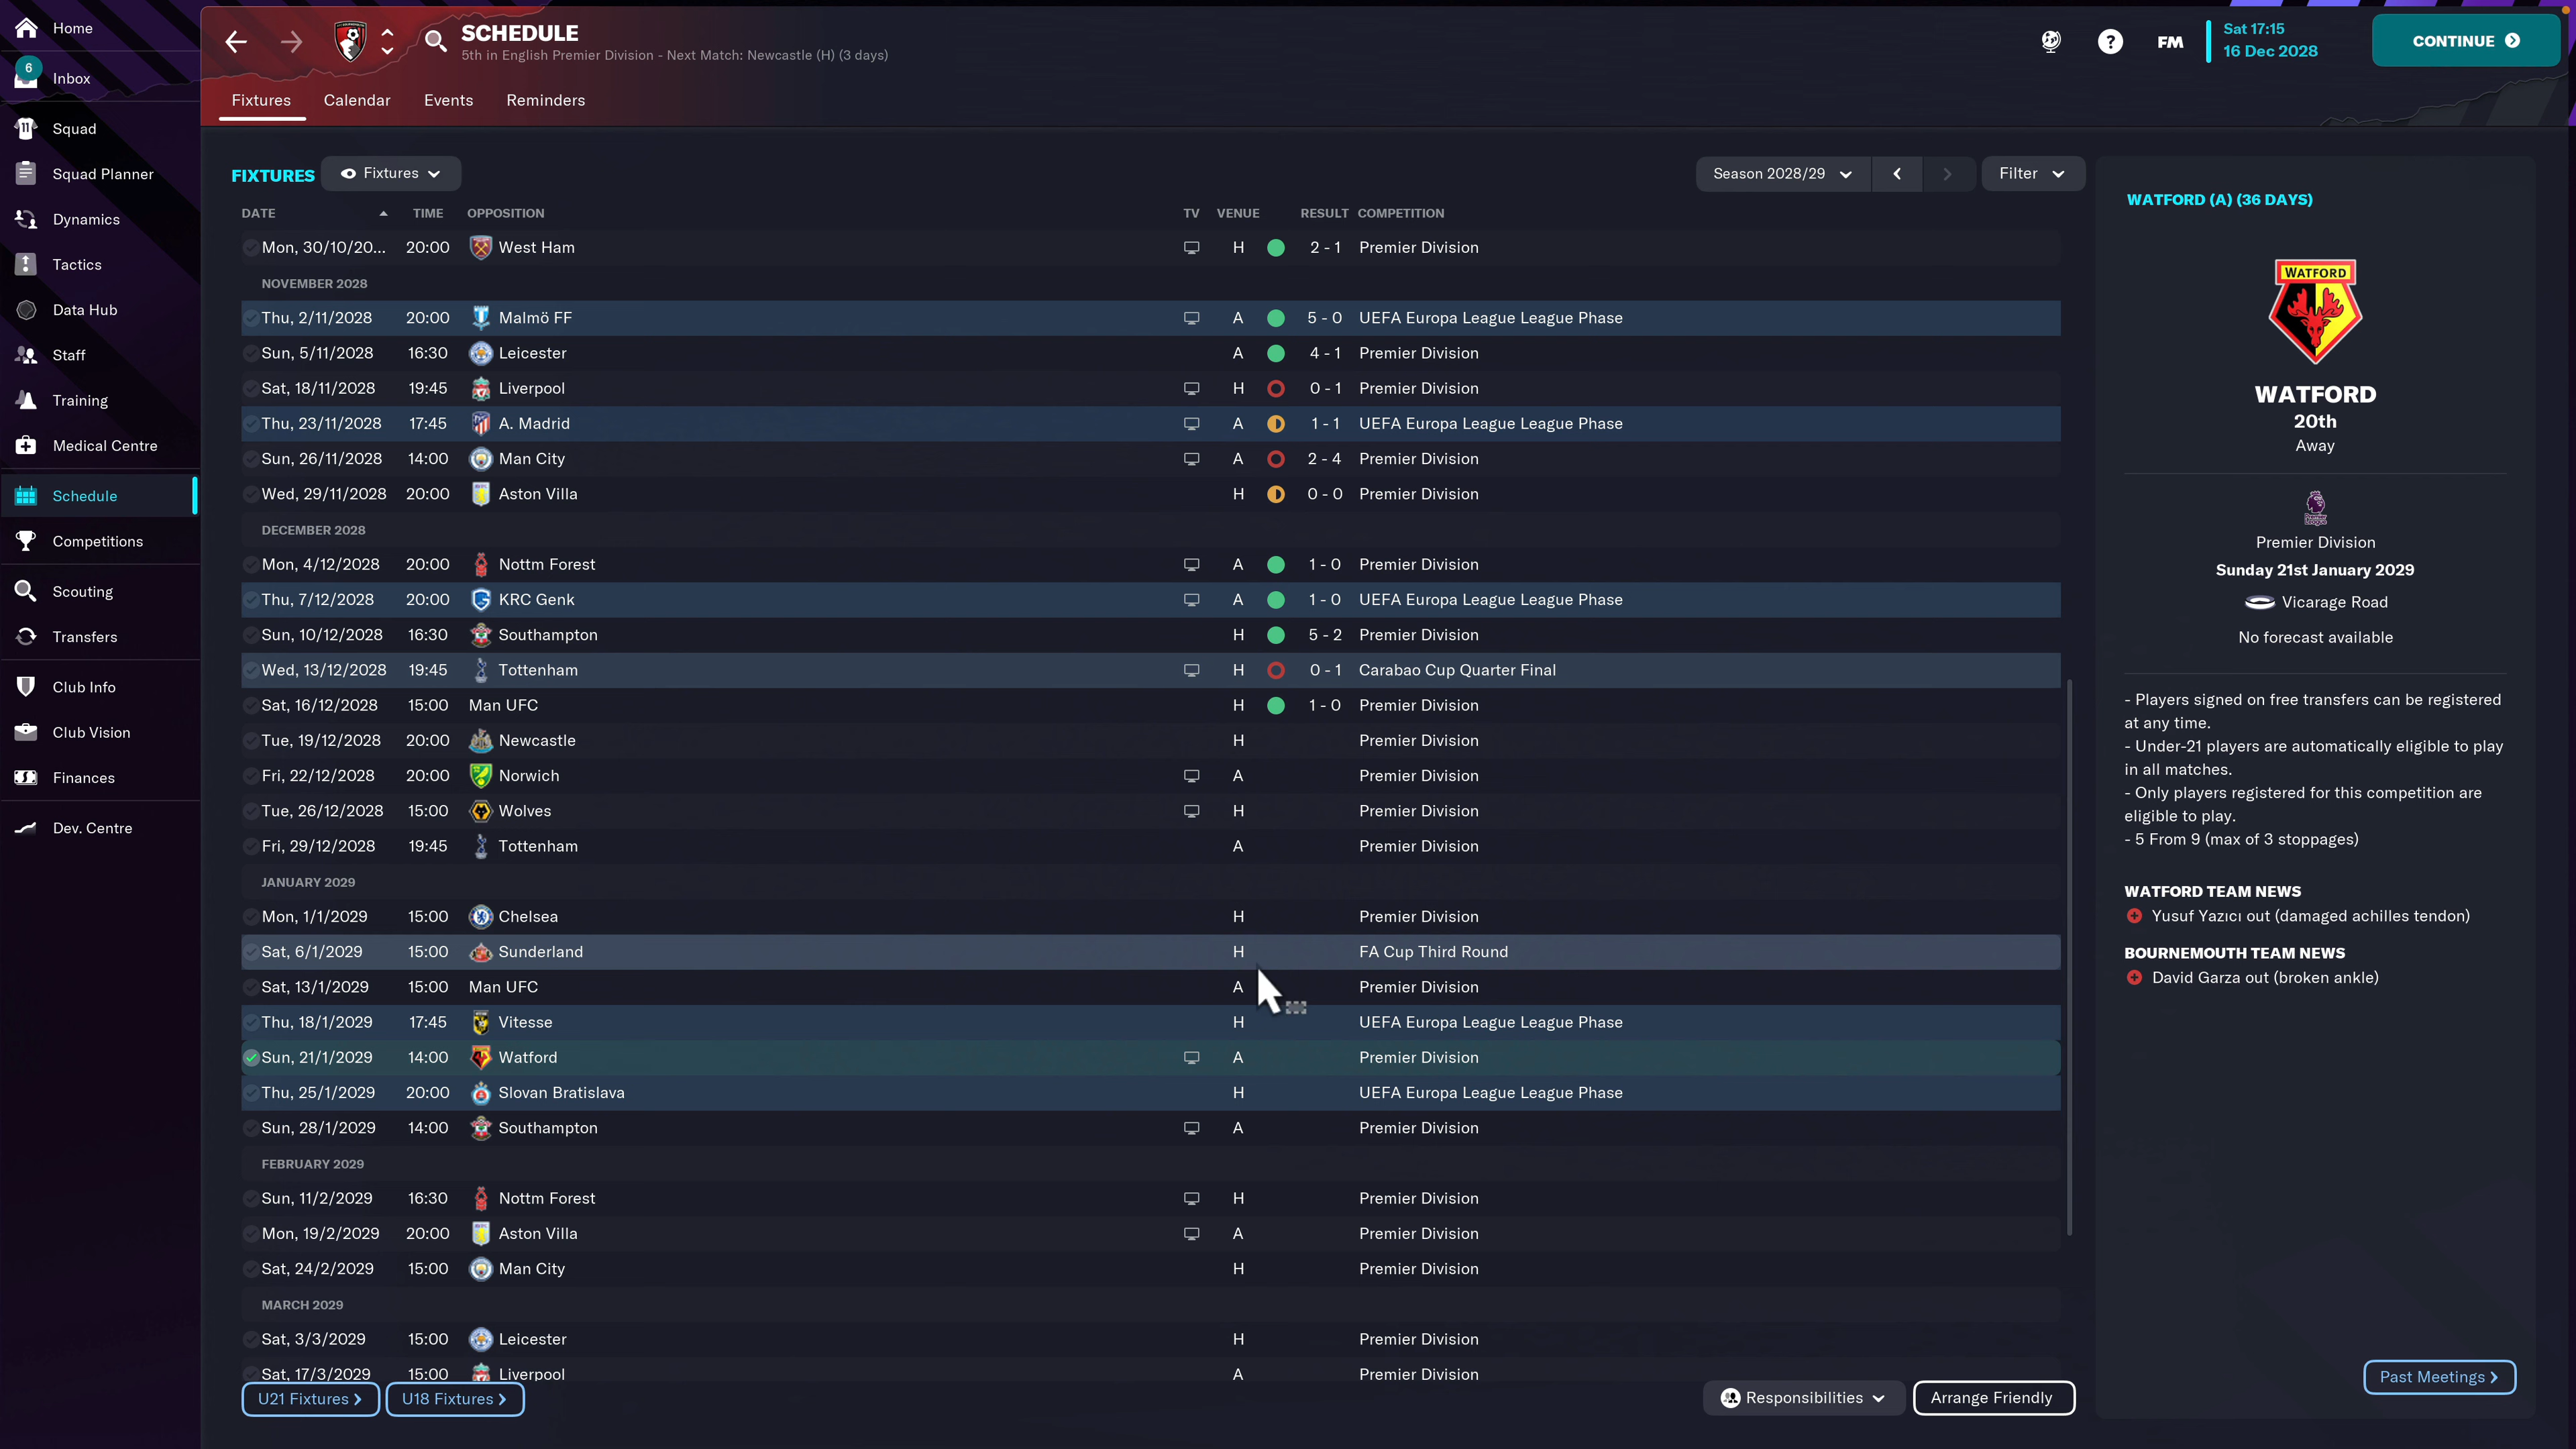 Home
6
Inbox
Squad
Squad Planner
Dynamics
Tactics
Data Hub
Staff
Training
Medical Centre
Schedule
Competitions
Scouting
Transfers
Club Info
Club Vision
Finances
Dev. Centre
SCHEDULE
5th in English Premier Division - Next Match: Newcastle (H) (3 days)
FM
Sat 17:15
16 Dec 2028
CONTINUE
Fixtures Calendar Events Reminders
FIXTURES Fixtures Season 2028/29 Filter
DATE TIME OPPOSITION TV VENUE RESULT COMPETITION
Mon, 30/10/20... 20:00 West Ham H 2 - 1 Premier Division
NOVEMBER 2028
Thu, 2/11/2028 20:00 Malmö FF A 5 - 0 UEFA Europa League League Phase
Sun, 5/11/2028 16:30 Leicester A 4 - 1 Premier Division
Sat, 18/11/2028 19:45 Liverpool H 0 - 1 Premier Division
Thu, 23/11/2028 17:45 A. Madrid A 1 - 1 UEFA Europa League League Phase
Sun, 26/11/2028 14:00 Man City A 2 - 4 Premier Division
Wed, 29/11/2028 20:00 Aston Villa H 0 - 0 Premier Division
DECEMBER 2028
Mon, 4/12/2028 20:00 Nottm Forest A 1 - 0 Premier Division
Thu, 7/12/2028 20:00 KRC Genk A 1 - 0 UEFA Europa League League Phase
Sun, 10/12/2028 16:30 Southampton H 5 - 2 Premier Division
Wed, 13/12/2028 19:45 Tottenham H 0 - 1 Carabao Cup Quarter Final
Sat, 16/12/2028 15:00 Man UFC H 1 - 0 Premier Division
Tue, 19/12/2028 20:00 Newcastle H Premier Division
Fri, 22/12/2028 20:00 Norwich A Premier Division
Tue, 26/12/2028 15:00 Wolves H Premier Division
Fri, 29/12/2028 19:45 Tottenham A Premier Division
JANUARY 2029
Mon, 1/1/2029 15:00 Chelsea H Premier Division
Sat, 6/1/2029 15:00 Sunderland H FA Cup Third Round
Sat, 13/1/2029 15:00 Man UFC A Premier Division
Thu, 18/1/2029 17:45 Vitesse H UEFA Europa League League Phase
Sun, 21/1/2029 14:00 Watford A Premier Division
Thu, 25/1/2029 20:00 Slovan Bratislava H UEFA Europa League League Phase
Sun, 28/1/2029 14:00 Southampton A Premier Division
FEBRUARY 2029
Sun, 11/2/2029 16:30 Nottm Forest H Premier Division
Mon, 19/2/2029 20:00 Aston Villa A Premier Division
Sat, 24/2/2029 15:00 Man City H Premier Division
MARCH 2029
Sat, 3/3/2029 15:00 Leicester H Premier Division
Sat, 17/3/2029 15:00 Liverpool A Premier Division
U21 Fixtures U18 Fixtures Responsibilities Arrange Friendly
WATFORD (A) (36 DAYS)
WATFORD
WATFORD
20th
Away
Premier League
Premier Division
Sunday 21st January 2029
Vicarage Road
No forecast available
- Players signed on free transfers can be registered
at any time.
- Under-21 players are automatically eligible to play
in all matches.
- Only players registered for this competition are
eligible to play.
- 5 From 9 (max of 3 stoppages)
WATFORD TEAM NEWS
Yusuf Yazıcı out (damaged achilles tendon)
BOURNEMOUTH TEAM NEWS
David Garza out (broken ankle)
Past Meetings